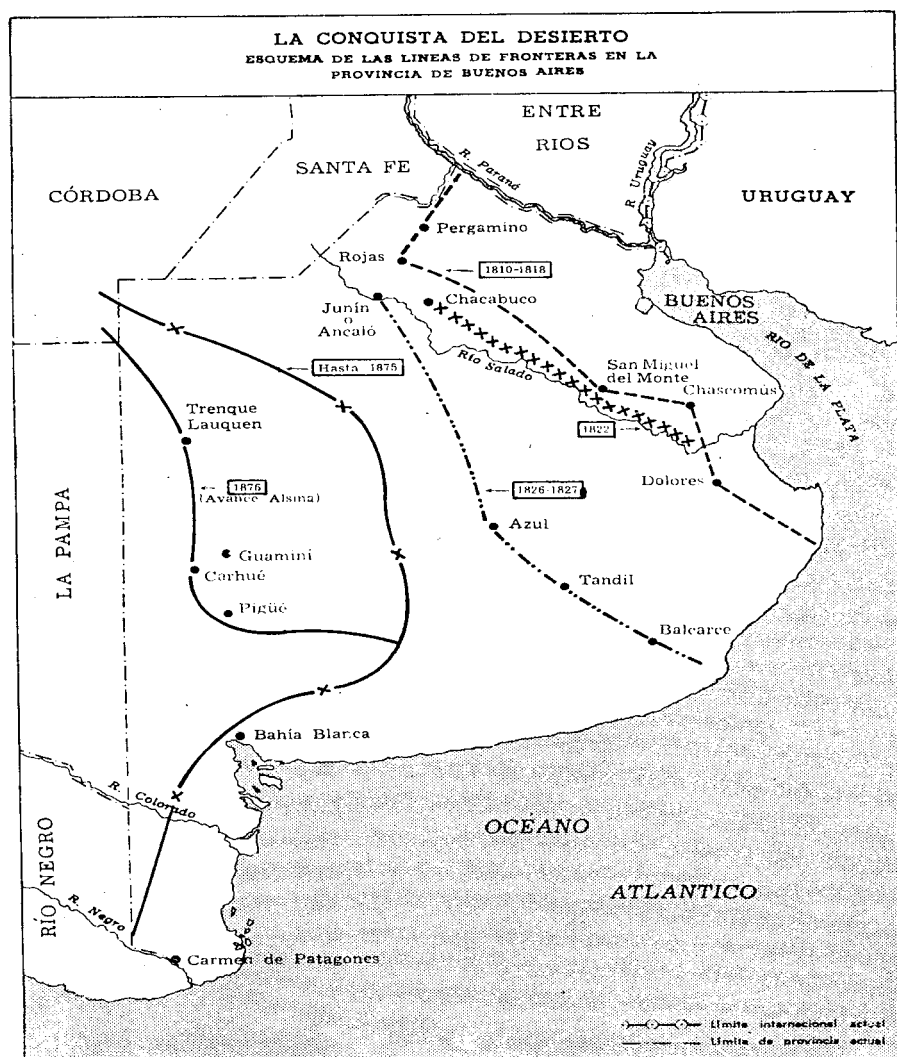 LA CONQUISTA DEL DESIERTO
ESQUEMA DE LAS LINEAS DE FRONTERAS EN LA
PROVINCIA DE BUENOS AIRES
ENTRE
RIOS
SANTA FE
R. Paraná
R. Uruguay
CÓRDOBA
URUGUAY
Pergamino
Rojas
1810-1818
Junín
o
Ancaló
Chacabuco
BUENOS
AIRES
RIO DE LA PLATA
Río Salado
San Miguel
del Monte
Chascomús
Hasta 1875
Trenque
Lauquen
1822
Dolores
1876
(Avance Alsina)
1826-1827
Azul
LA PAMPA
Guaminí
Carhué
Tandil
Pigüé
Balcarce
Bahía Blanca
R. Colorado
OCEANO
ATLANTICO
RÍO NEGRO
R. Negro
Carmen de Patagones
Límite internacional actual
Límite de provincia actual